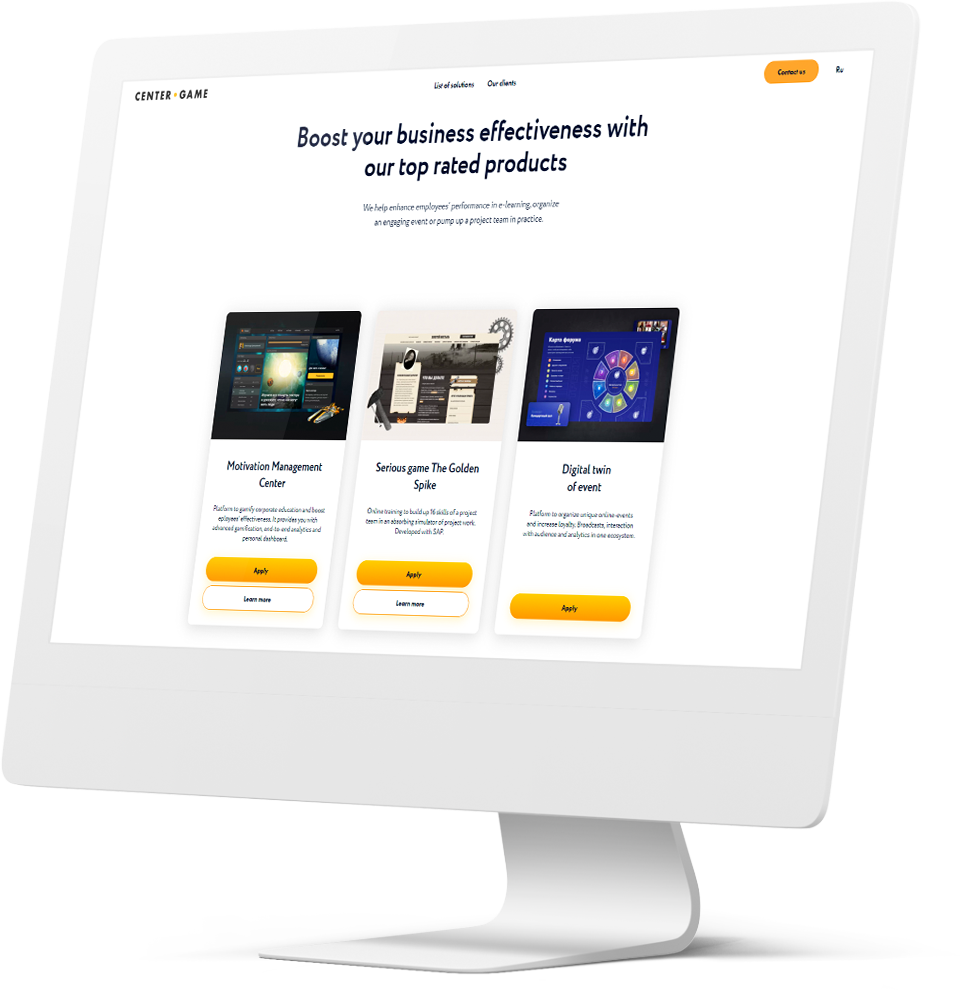 CENTER • GAME
List of solutions
Our clients
Contact us
Ru
Boost your business effectiveness with
our top rated products
We help enhance employees' performance in e-learning, organize
an engaging event or pump up a project team in practice.
Карта форума
Motivation Management
Center
Platform to gamify corporate education and boost
eployees' effectiveness. It provides you with
advanced gamification, end-to-end analytics and
personal dashboard.
Apply
Learn more
Serious game The Golden
Spike
Online training to build up 16 skills of a project
team in an absorbing simulator of project work.
Developed with SAP.
Apply
Learn more
Digital twin
of event
Platform to organize unique online-events
and increase loyalty. Broadcasts, interaction
with audience and analytics in one ecosystem.
Apply